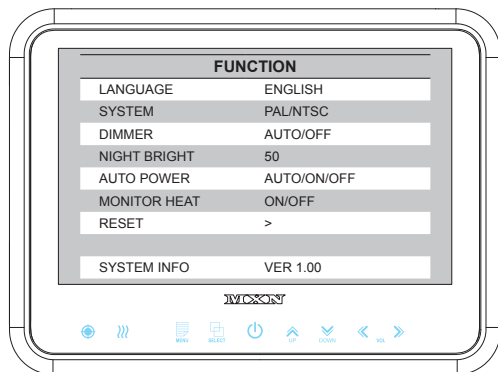 FUNCTION
LANGUAGE ENGLISH
SYSTEM PAL/NTSC
DIMMER AUTO/OFF
NIGHT BRIGHT 50
AUTO POWER AUTO/ON/OFF
MONITOR HEAT ON/OFF
RESET >
SYSTEM INFO VER 1.00
MXN
MENU SELECT UP DOWN VOL